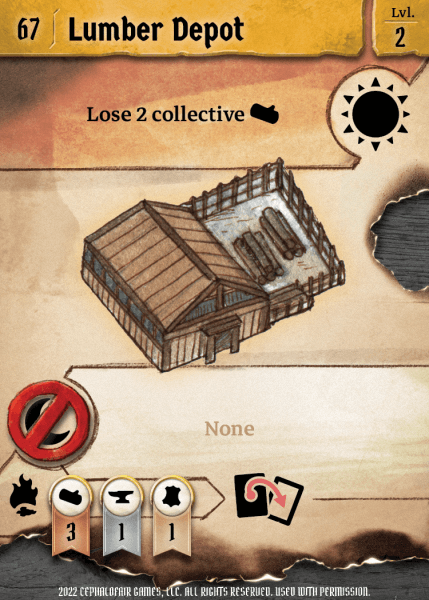 67 Lumber Depot
Lvl.
2
Lose 2 collective
None
3 1 1
2022 CEPHALOFAIR GAMES, LLC. ALL RIGHTS RESERVED. USED WITH PERMISSION.